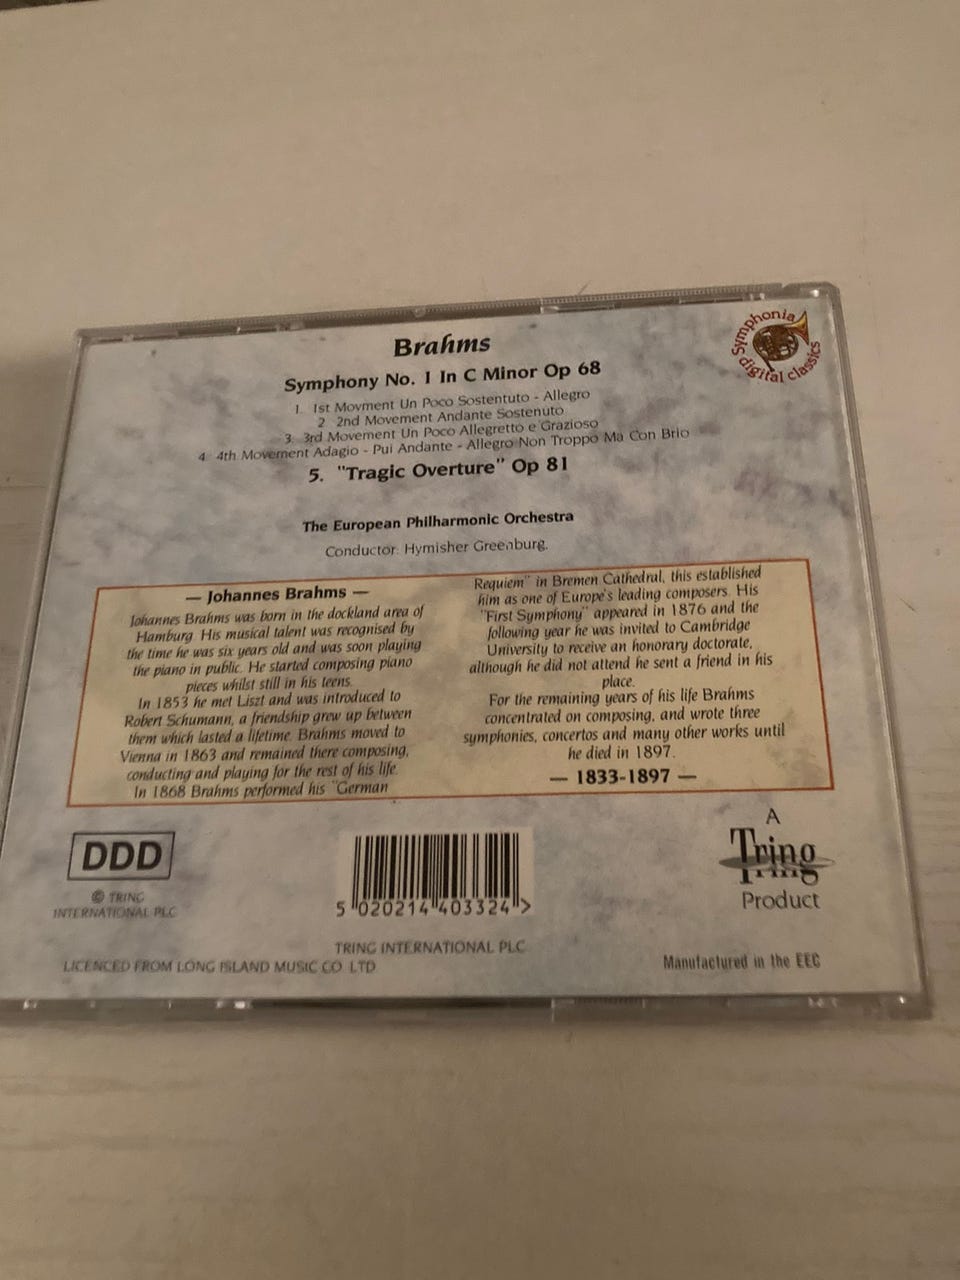 Brahms
Symphonia
digital classics
Symphony No. 1 In C Minor Op 68
1. 1st Movment Un Poco Sostentuto - Allegro
2 2nd Movement Andante Sostenuto
3. 3rd Movement Un Poco Allegretto e Grazioso
4. 4th Movement Adagio - Pui Andante - Allegro Non Troppo Ma Con Brio
5. "Tragic Overture" Op 81
The European Philharmonic Orchestra
Conductor: Hymisher Greenburg.
— Johannes Brahms —
Johannes Brahms was born in the dockland area of
Hamburg. His musical talent was recognised by
the time he was six years old and was soon playing
the piano in public. He started composing piano
pieces whilst still in his teens.
In 1853 he met Liszt and was introduced to
Robert Schumann, a friendship grew up between
them which lasted a lifetime. Brahms moved to
Vienna in 1863 and remained there composing,
conducting and playing for the rest of his life.
In 1868 Brahms performed his "German
Requiem" in Bremen Cathedral, this established
him as one of Europe's leading composers. His
"First Symphony" appeared in 1876 and the
following year he was invited to Cambridge
University to receive an honorary doctorate,
although he did not attend he sent a friend in his
place.
For the remaining years of his life Brahms
concentrated on composing, and wrote three
symphonies, concertos and many other works until
he died in 1897.
— 1833-1897 —
DDD
© TRING
INTERNATIONAL PLC
5 020214 403324 >
A
Tring
Product
TRING INTERNATIONAL PLC
LICENCED FROM LONG ISLAND MUSIC CO LTD
Manufactured in the EEC